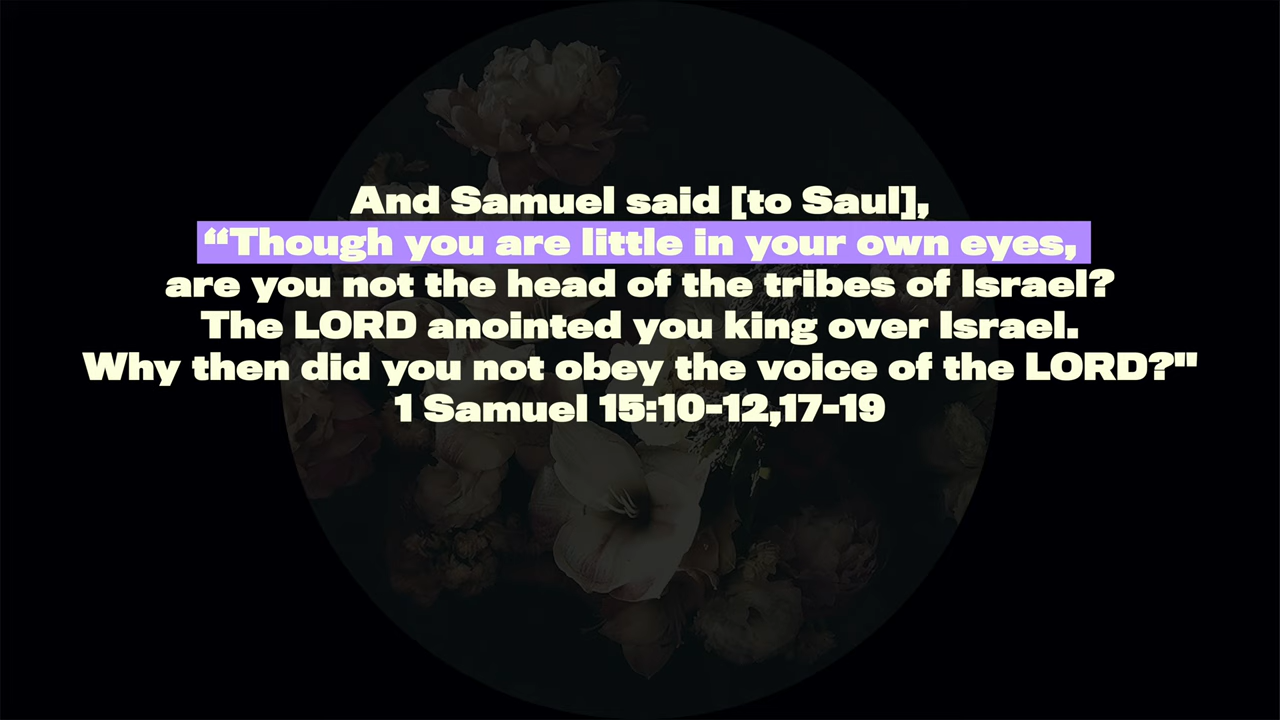 And Samuel said [to Saul],
“Though you are little in your own eyes,
are you not the head of the tribes of Israel?
The LORD anointed you king over Israel.
Why then did you not obey the voice of the LORD?"
1 Samuel 15:10-12,17-19